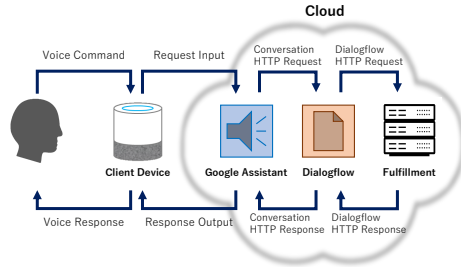 Cloud
Voice Command
Request Input
Conversation
HTTP Request
Dialogflow
HTTP Request
Client Device
Google Assistant
Dialogflow
Fulfillment
Voice Response
Response Output
Conversation
HTTP Response
Dialogflow
HTTP Response